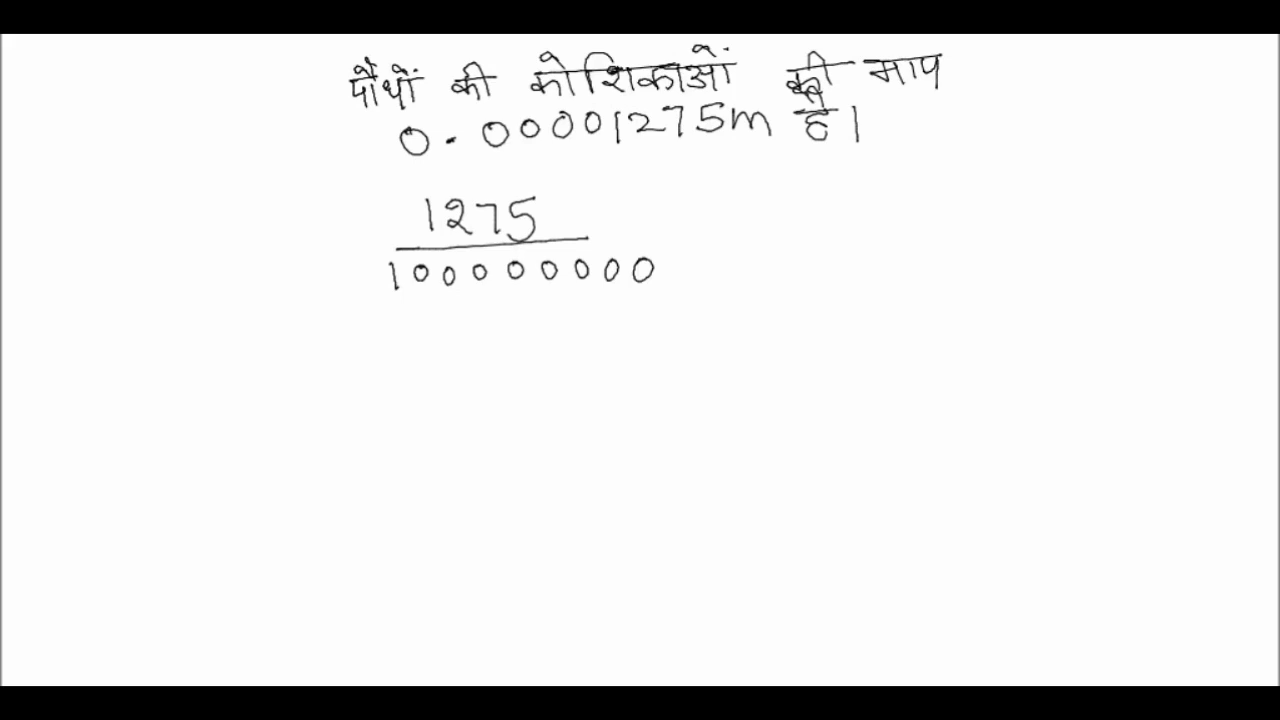 पौधों की कोशिकाओं की माप
0.00001275m है।
1275
100000000